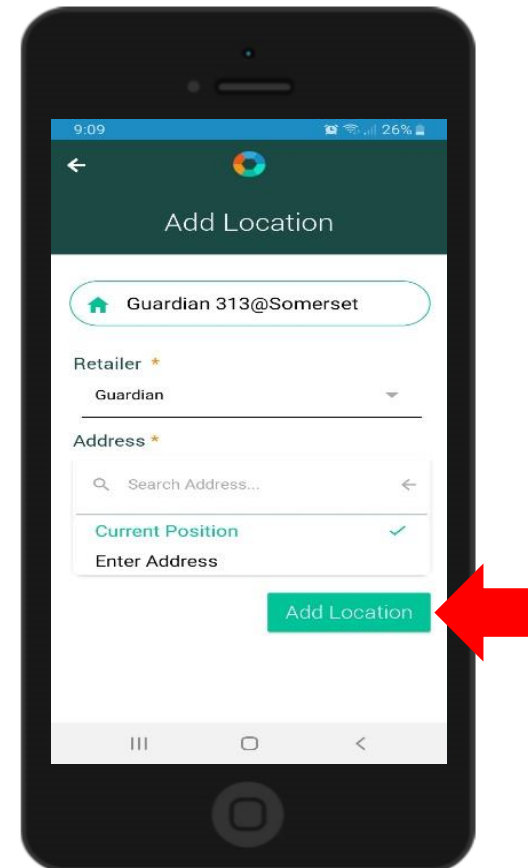 9:09 26%
Add Location
Guardian 313@Somerset
Retailer *
Guardian
Address *
Search Address...
Current Position
Enter Address
Add Location